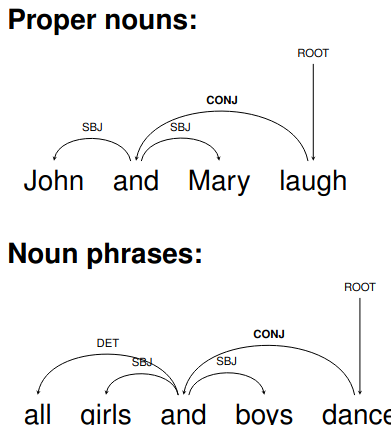 Proper nouns:
ROOT
CONJ
SBJ SBJ
John and Mary laugh
Noun phrases:
ROOT
CONJ
DET
SBJ SBJ
all girls and boys dance